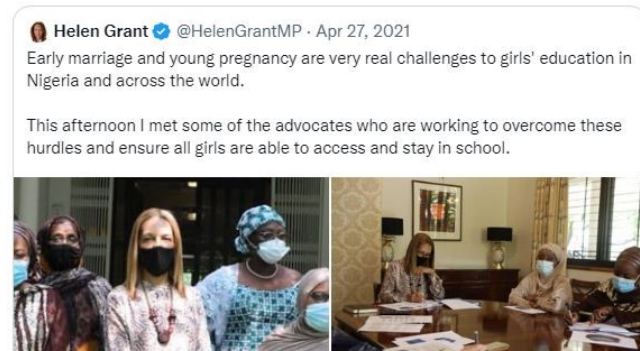 Helen Grant @HelenGrantMP · Apr 27, 2021
Early marriage and young pregnancy are very real challenges to girls' education in
Nigeria and across the world.
This afternoon I met some of the advocates who are working to overcome these
hurdles and ensure all girls are able to access and stay in school.